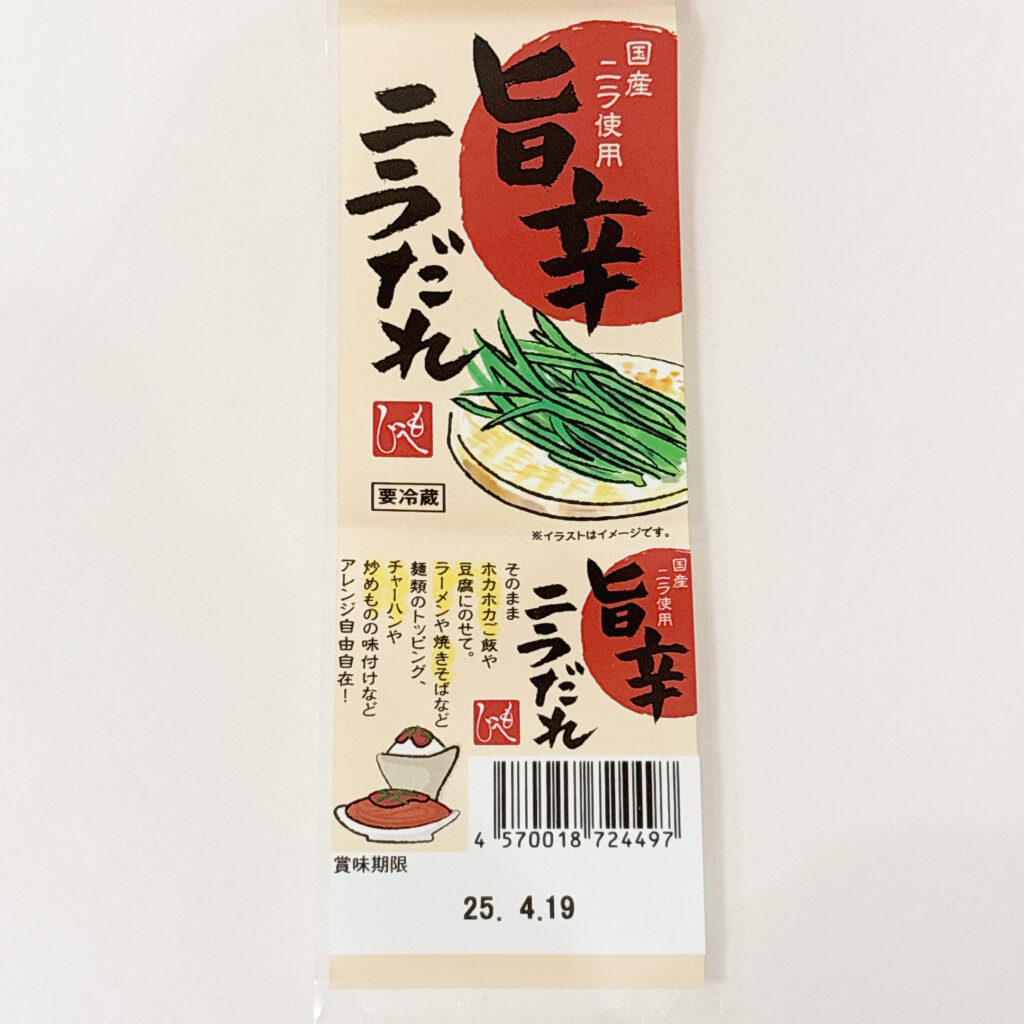 国産
ニラ使用
旨辛
ニラだれ
もへじ
要冷蔵
※イラストはイメージです。
国産
ニラ使用
旨辛
ニラだれ
もへじ
そのまま
ホカホカご飯や
豆腐にのせて。
ラーメンや焼きそばなど
麺類のトッピング、
チャーハンや
炒めものの味付けなど
アレンジ自由自在！
4 570018 724497
賞味期限
25. 4.19